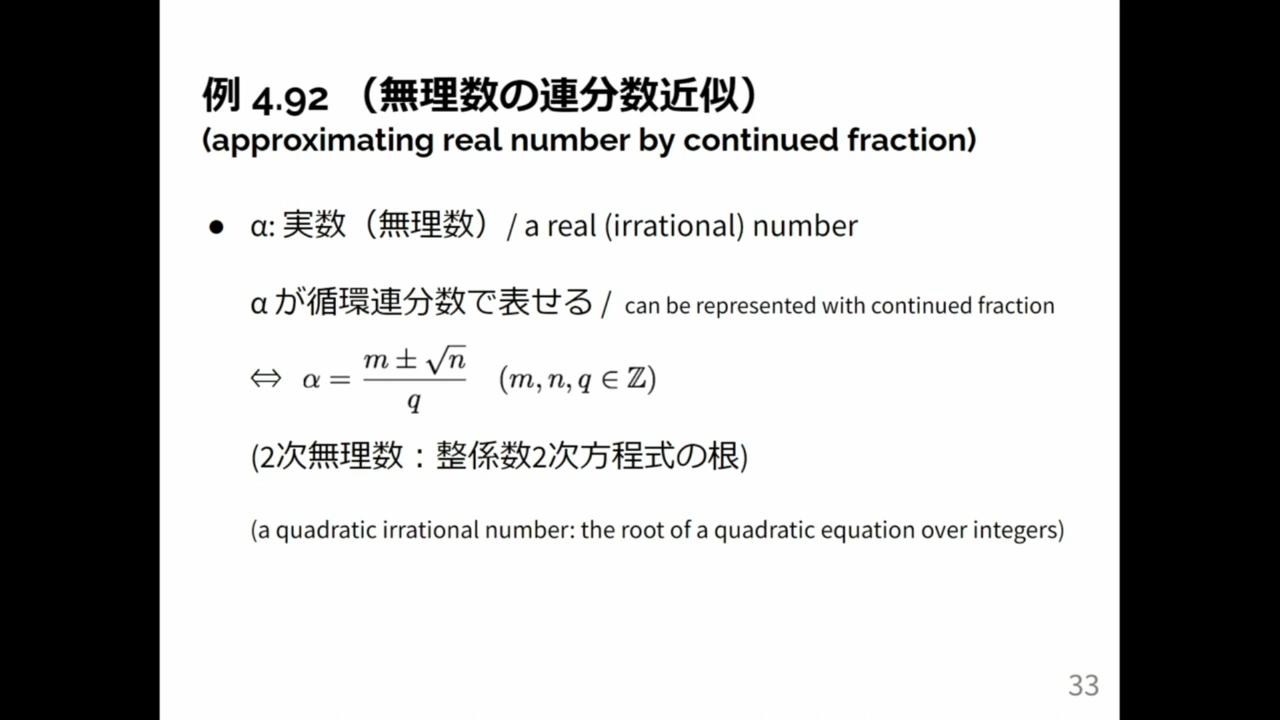 例 4.92 （無理数の連分数近似）
(approximating real number by continued fraction)
● α: 実数（無理数）/ a real (irrational) number
α が循環連分数で表せる / can be represented with continued fraction
⇔ α = \frac{m ± √n}{q} (m, n, q ∈ ℤ)
(2次無理数：整係数2次方程式の根)
(a quadratic irrational number: the root of a quadratic equation over integers)
33